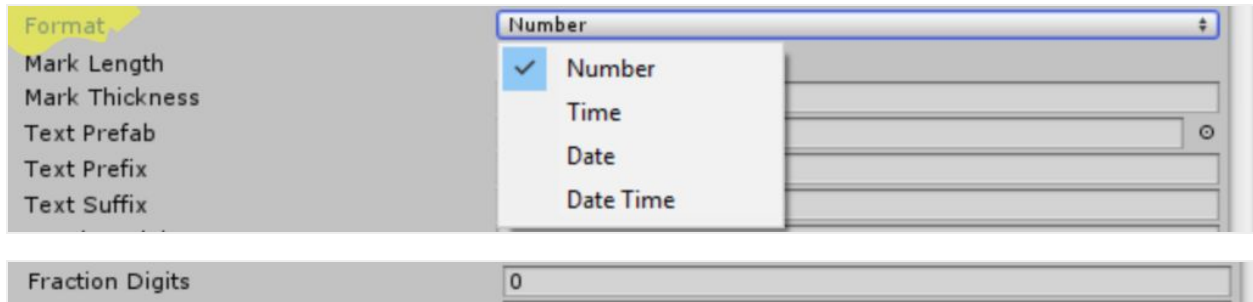 Format Number
Mark Length Number
Mark Thickness Time
Text Prefab Date
Text Prefix
Text Suffix Date Time
Fraction Digits 0